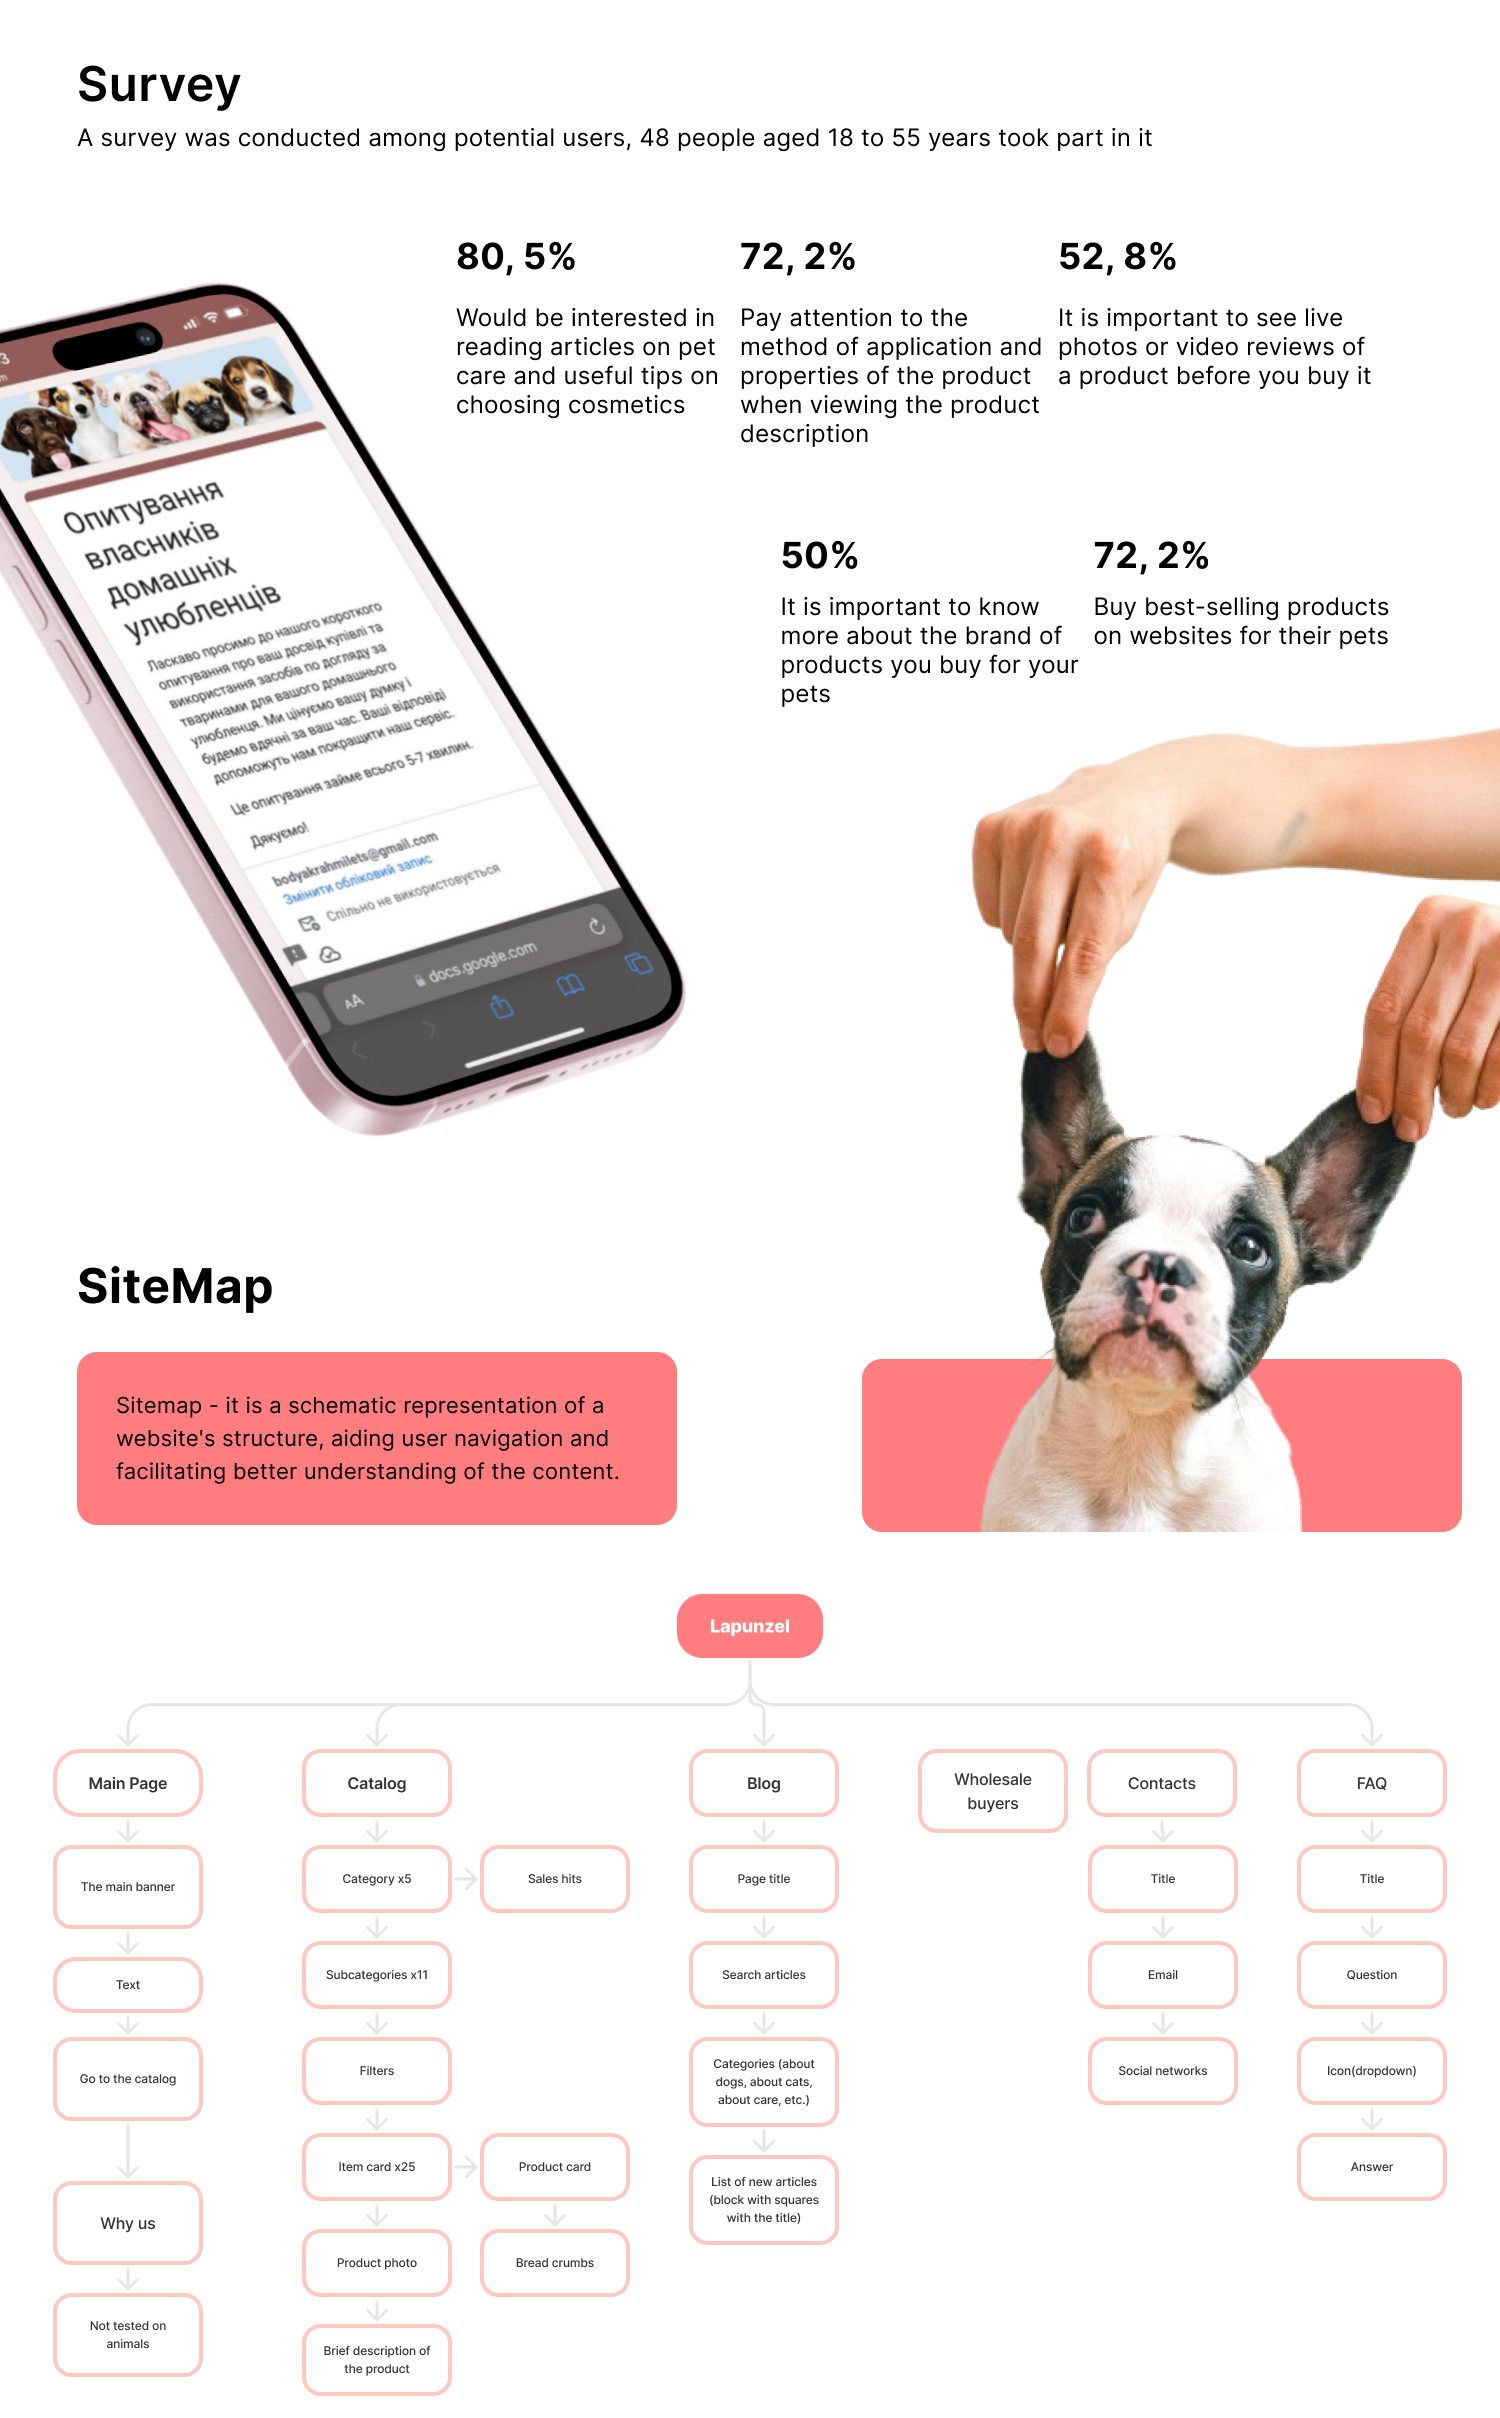 Survey
A survey was conducted among potential users, 48 people aged 18 to 55 years took part in it
80, 5%
Would be interested in
reading articles on pet
care and useful tips on
choosing cosmetics
72, 2%
Pay attention to the
method of application and
properties of the product
when viewing the product
description
52, 8%
It is important to see live
photos or video reviews of
a product before you buy it
50%
It is important to know
more about the brand of
products you buy for your
pets
72, 2%
Buy best-selling products
on websites for their pets
Опитування
власників
домашніх
улюбленців
Ласкаво просимо до нашого короткого
опитування про ваш досвід купівлі та
використання засобів по догляду за
тваринами для вашого домашнього
улюбленця. Ми цінуємо вашу думку і
будемо вдячні за ваш час. Ваші відповіді
допоможуть нам покращити наш сервіс.
Це опитування займе всього 5-7 хвилин.
Дякуємо!
bodyakrahmilets@gmail.com
Змінити обліковий запис
Спільно не використовується
AA docs.google.com
SiteMap
Sitemap - it is a schematic representation of a
website's structure, aiding user navigation and
facilitating better understanding of the content.
Lapunzel
Main Page
The main banner
Text
Go to the catalog
Why us
Not tested on
animals
Catalog
Category x5
Sales hits
Subcategories x11
Filters
Item card x25
Product card
Product photo
Bread crumbs
Brief description of
the product
Blog
Page title
Search articles
Categories (about
dogs, about cats,
about care, etc.)
List of new articles
(block with squares
with the title)
Wholesale
buyers
Contacts
Title
Email
Social networks
FAQ
Title
Question
Icon(dropdown)
Answer